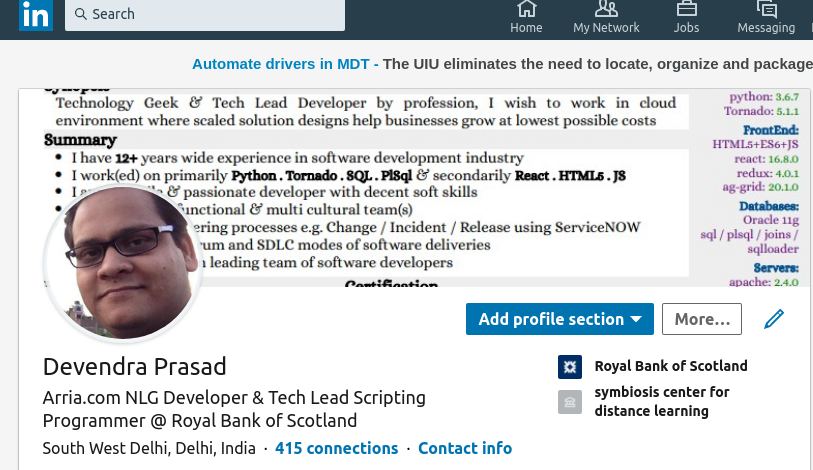 in
Search
Home
My Network
Jobs
Messaging
Automate drivers in MDT - The UIU eliminates the need to locate, organize and package
Synopsis
Technology Geek & Tech Lead Developer by profession, I wish to work in cloud
environment where scaled solution designs help businesses grow at lowest possible costs
Summary
• I have 12+ years wide experience in software development industry
• I work(ed) on primarily Python . Tornado . SQL . PlSql & secondarily React . HTML5 . JS
• I & passionate developer with decent soft skills
functional & multi cultural team(s)
ering processes e.g. Change / Incident / Release using ServiceNOW
rum and SDLC modes of software deliveries
leading team of software developers
Certification
python: 3.6.7
Tornado: 5.1.1
FrontEnd:
HTML5+ES6+JS
react: 16.8.0
redux: 4.0.1
ag-grid: 20.1.0
Databases:
Oracle 11g
sql / plsql / joins /
sqlloader
Servers:
apache: 2.4.0
Add profile section
More...
Devendra Prasad
Arria.com NLG Developer & Tech Lead Scripting
Programmer @ Royal Bank of Scotland
South West Delhi, Delhi, India · 415 connections · Contact info
Royal Bank of Scotland
symbiosis center for
distance learning